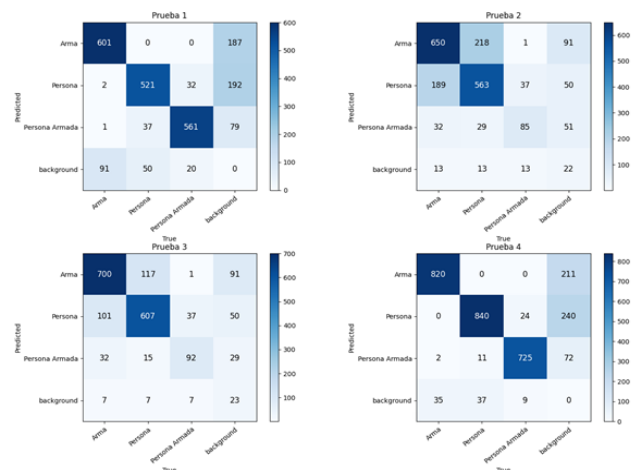 Prueba 1
Arma 601 0 0 187
Persona 2 521 32 192
Persona Armada 1 37 561 79
background 91 50 20 0
Predicted
Arma Persona Persona Armada background
True
600
500
400
300
200
100
0
Prueba 2
Arma 650 218 1 91
Persona 189 563 37 50
Persona Armada 32 29 85 51
background 13 13 13 22
Predicted
Arma Persona Persona Armada background
True
600
500
400
300
200
100
Prueba 3
Arma 700 117 1 91
Persona 101 607 37 50
Persona Armada 32 15 92 29
background 7 7 7 23
Predicted
Arma Persona Persona Armada background
True
700
600
500
400
300
200
100
Prueba 4
Arma 820 0 0 211
Persona 0 840 24 240
Persona Armada 2 11 725 72
background 35 37 9 0
Predicted
Arma Persona Persona Armada background
True
800
700
600
500
400
300
200
100
0